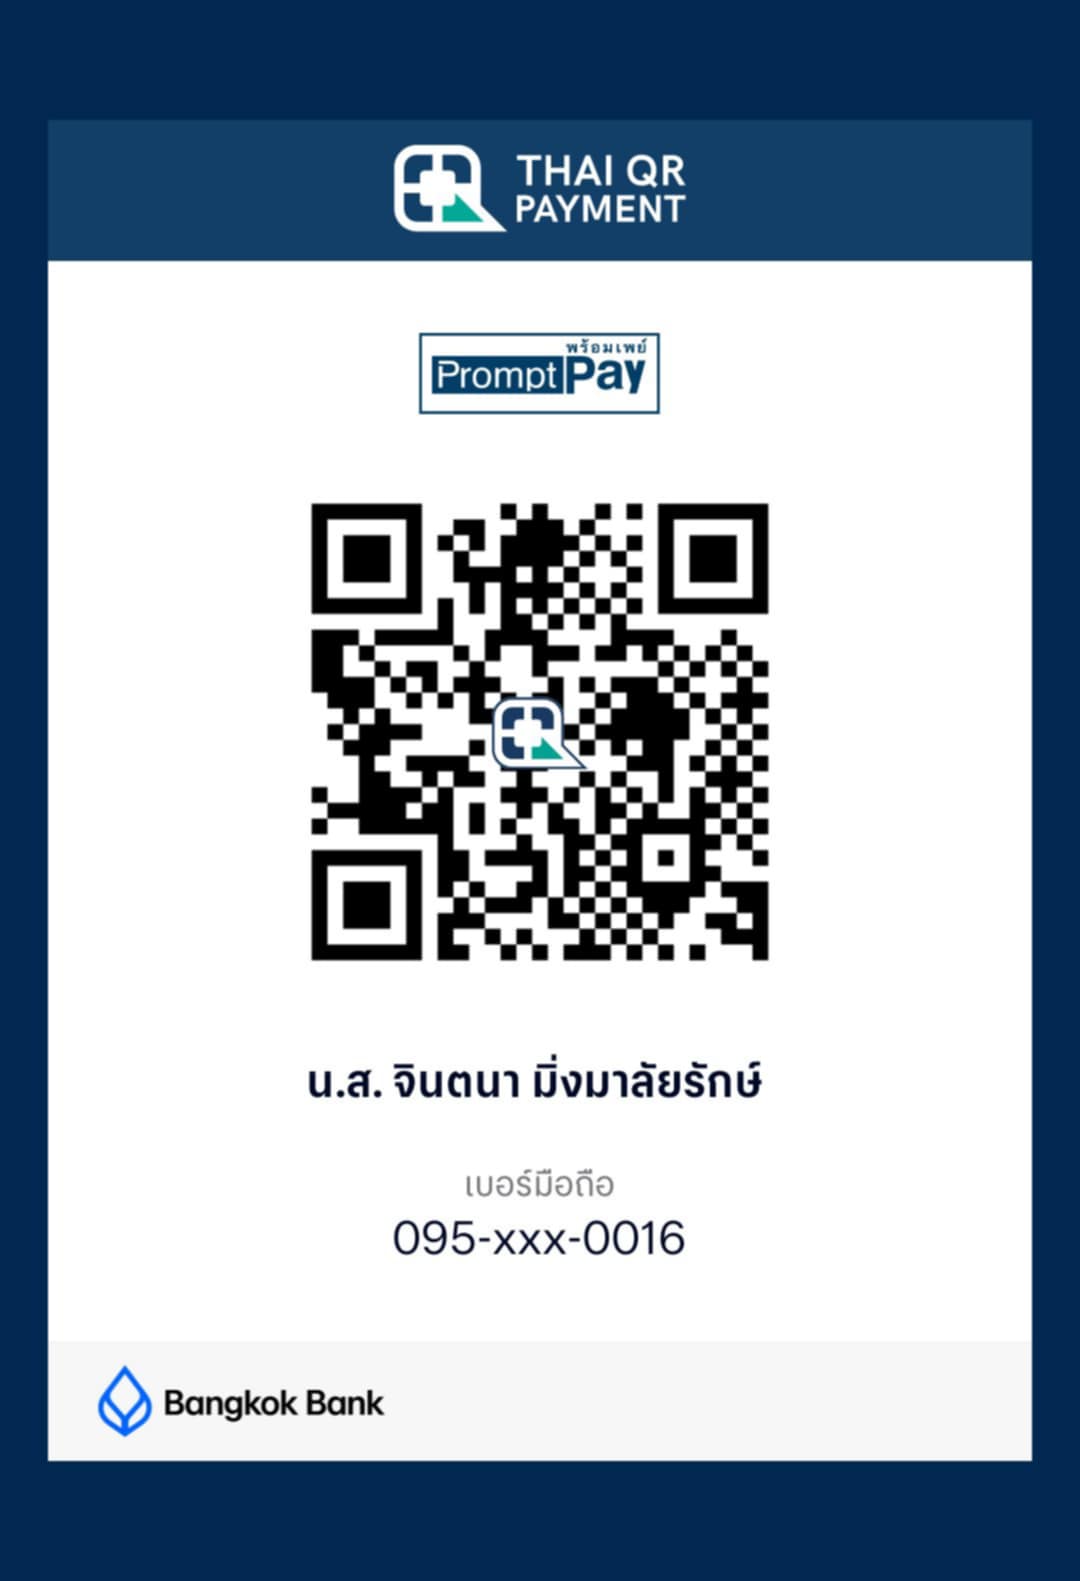 THAI QR
PAYMENT
พร้อมเพย์
PromptPay
น.ส. จินตนา มิ่งมาลัยรักษ์
เบอร์มือถือ
095-xxx-0016
Bangkok Bank